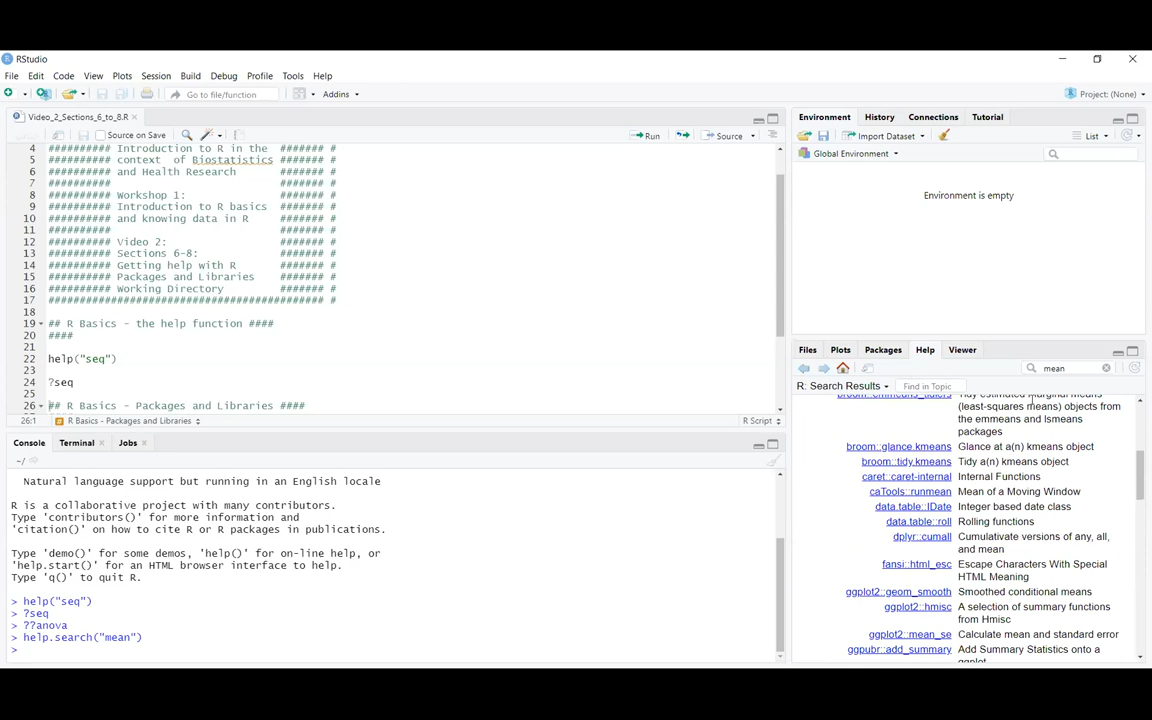 RStudio
File Edit Code View Plots Session Build Debug Profile Tools Help
Go to file/function Addins Project: (None)
Video_2_Sections_6_to_8.R
Source on Save Run Source
4 ########## Introduction to R in the ####### #
5 ########## context of Biostatistics ####### #
6 ########## and Health Research ####### #
7 ########## ####### #
8 ########## Workshop 1: ####### #
9 ########## Introduction to R basics ####### #
10 ########## and knowing data in R ####### #
11 ########## ####### #
12 ########## Video 2: ####### #
13 ########## Sections 6-8: ####### #
14 ########## Getting help with R ####### #
15 ########## Packages and Libraries ####### #
16 ########## Working Directory ####### #
17 ########################################### #
18
19 ## R Basics - the help function ####
20 ####
21
22 help("seq")
23
24 ?seq
25
26 ## R Basics - Packages and Libraries ####
26:1 R Basics - Packages and Libraries R Script
Console Terminal Jobs
~/
Natural language support but running in an English locale
R is a collaborative project with many contributors.
Type 'contributors()' for more information and
'citation()' on how to cite R or R packages in publications.
Type 'demo()' for some demos, 'help()' for on-line help, or
'help.start()' for an HTML browser interface to help.
Type 'q()' to quit R.
> help("seq")
> ?seq
> ??anova
> help.search("mean")
>
Environment History Connections Tutorial
Import Dataset List
Global Environment
Environment is empty
Files Plots Packages Help Viewer
mean
R: Search Results Find in Topic
Tidy estimated marginal means
(least-squares means) objects from
the emmeans and lsmeans
packages
broom::glance.kmeans Glance at a(n) kmeans object
broom::tidy.kmeans Tidy a(n) kmeans object
caret::caret-internal Internal Functions
caTools::runmean Mean of a Moving Window
data.table::IDate Integer based date class
data.table::roll Rolling functions
dplyr::cumall Cumulativate versions of any, all,
and mean
fansi::html_esc Escape Characters With Special
HTML Meaning
ggplot2::geom_smooth Smoothed conditional means
ggplot2::hmisc A selection of summary functions
from Hmisc
ggplot2::mean_se Calculate mean and standard error
ggpubr::add_summary Add Summary Statistics onto a